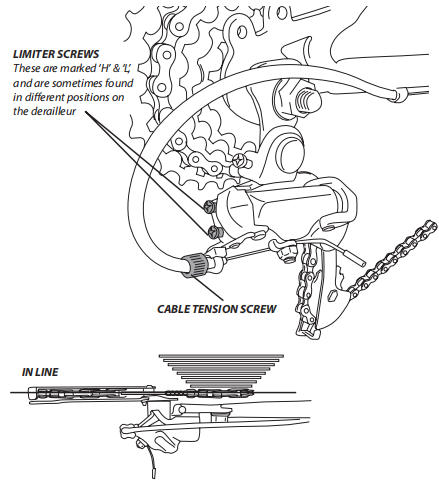 LIMITER SCREWS
These are marked ‘H’ & ‘L’,
and are sometimes found
in different positions on
the derailleur
CABLE TENSION SCREW
IN LINE